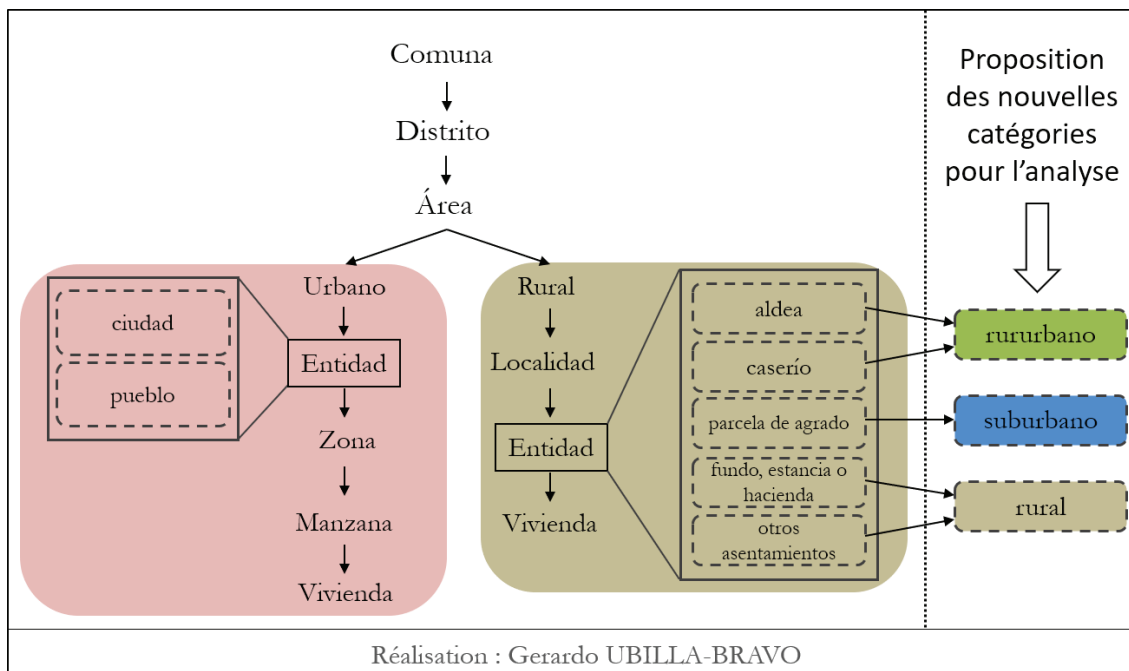 Comuna
Distrito
Área
Urbano
ciudad
pueblo
Entidad
Zona
Manzana
Vivienda
Rural
Localidad
Entidad
Vivienda
aldea
caserío
parcela de agrado
fundo, estancia o
hacienda
otros
asentamientos
Proposition
des nouvelles
catégories
pour l'analyse
rururbano
suburbano
rural
Réalisation : Gerardo UBILLA-BRAVO